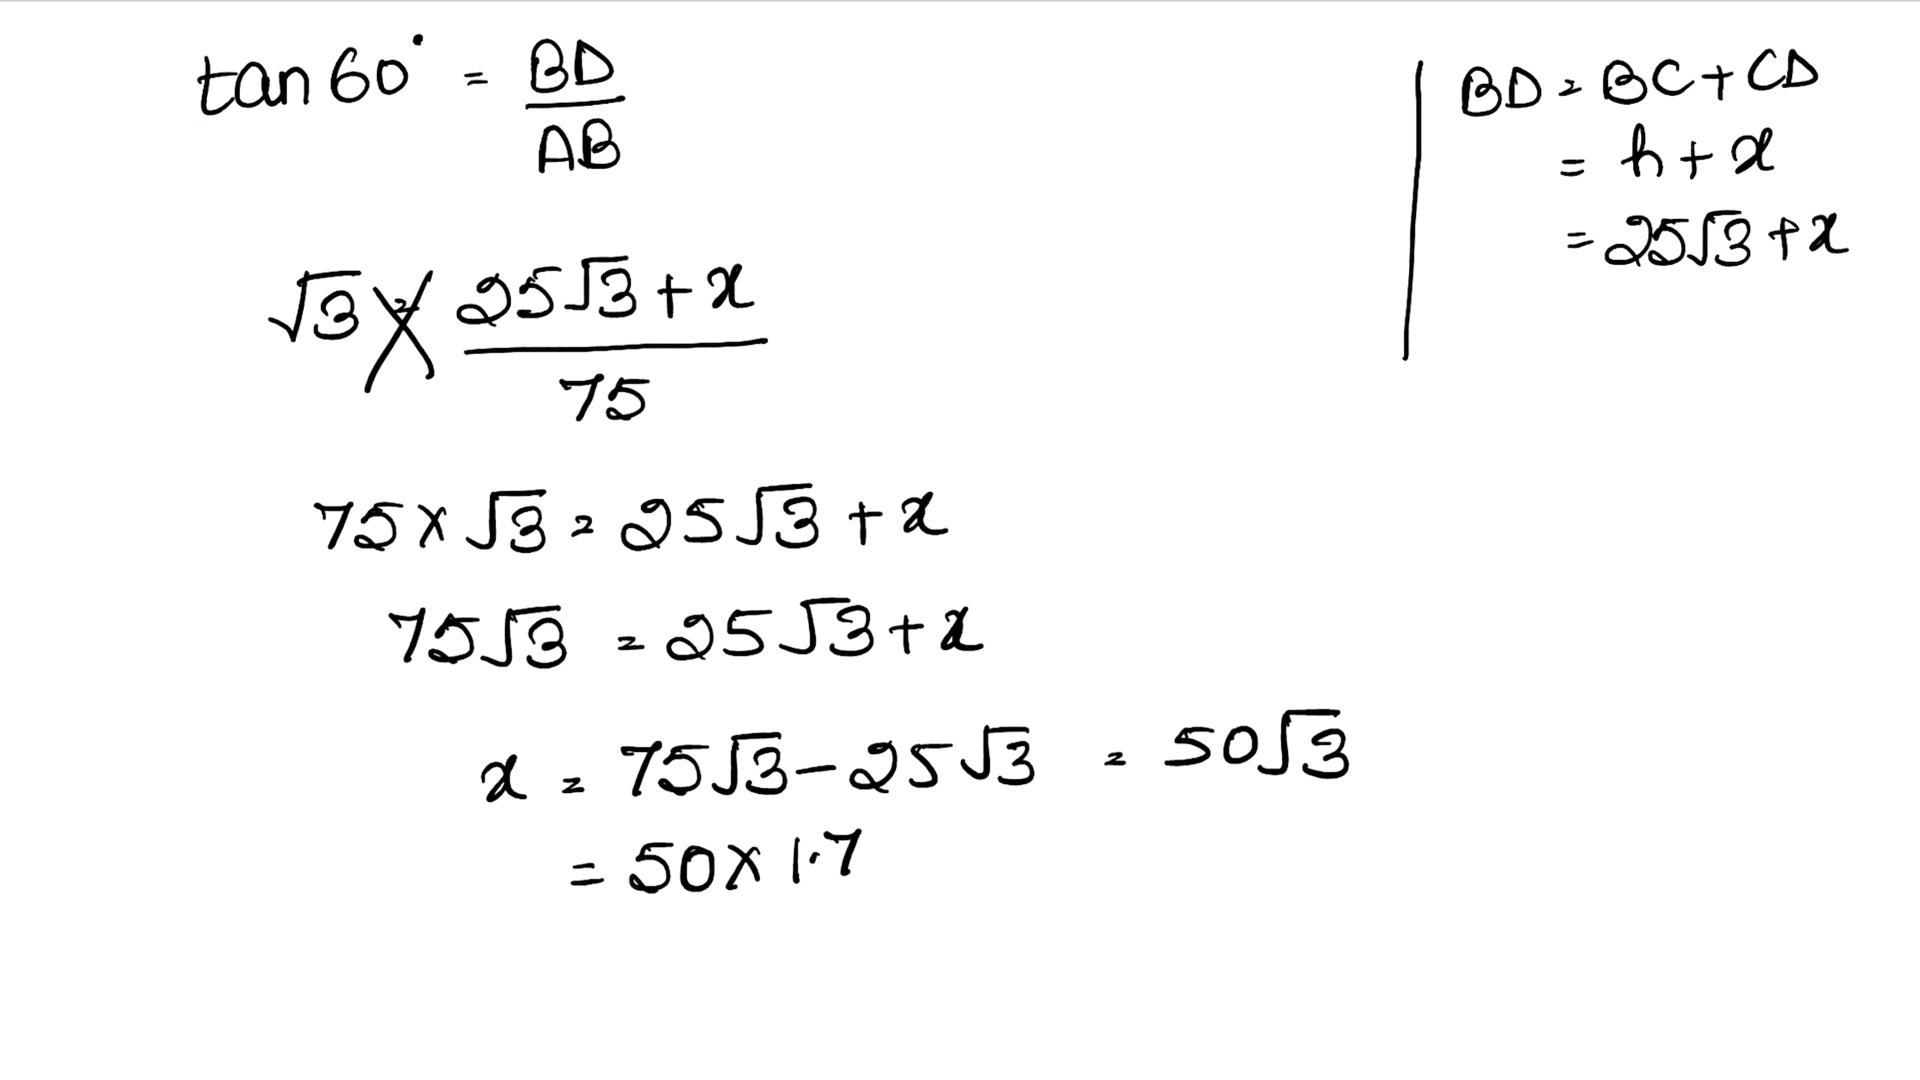 tan 60° = BD/AB
√3 = (25√3 + x)/75
75 × √3 = 25√3 + x
75√3 = 25√3 + x
x = 75√3 − 25√3 = 50√3
= 50 × 1.7
BD = BC + CD
= h + x
= 25√3 + x